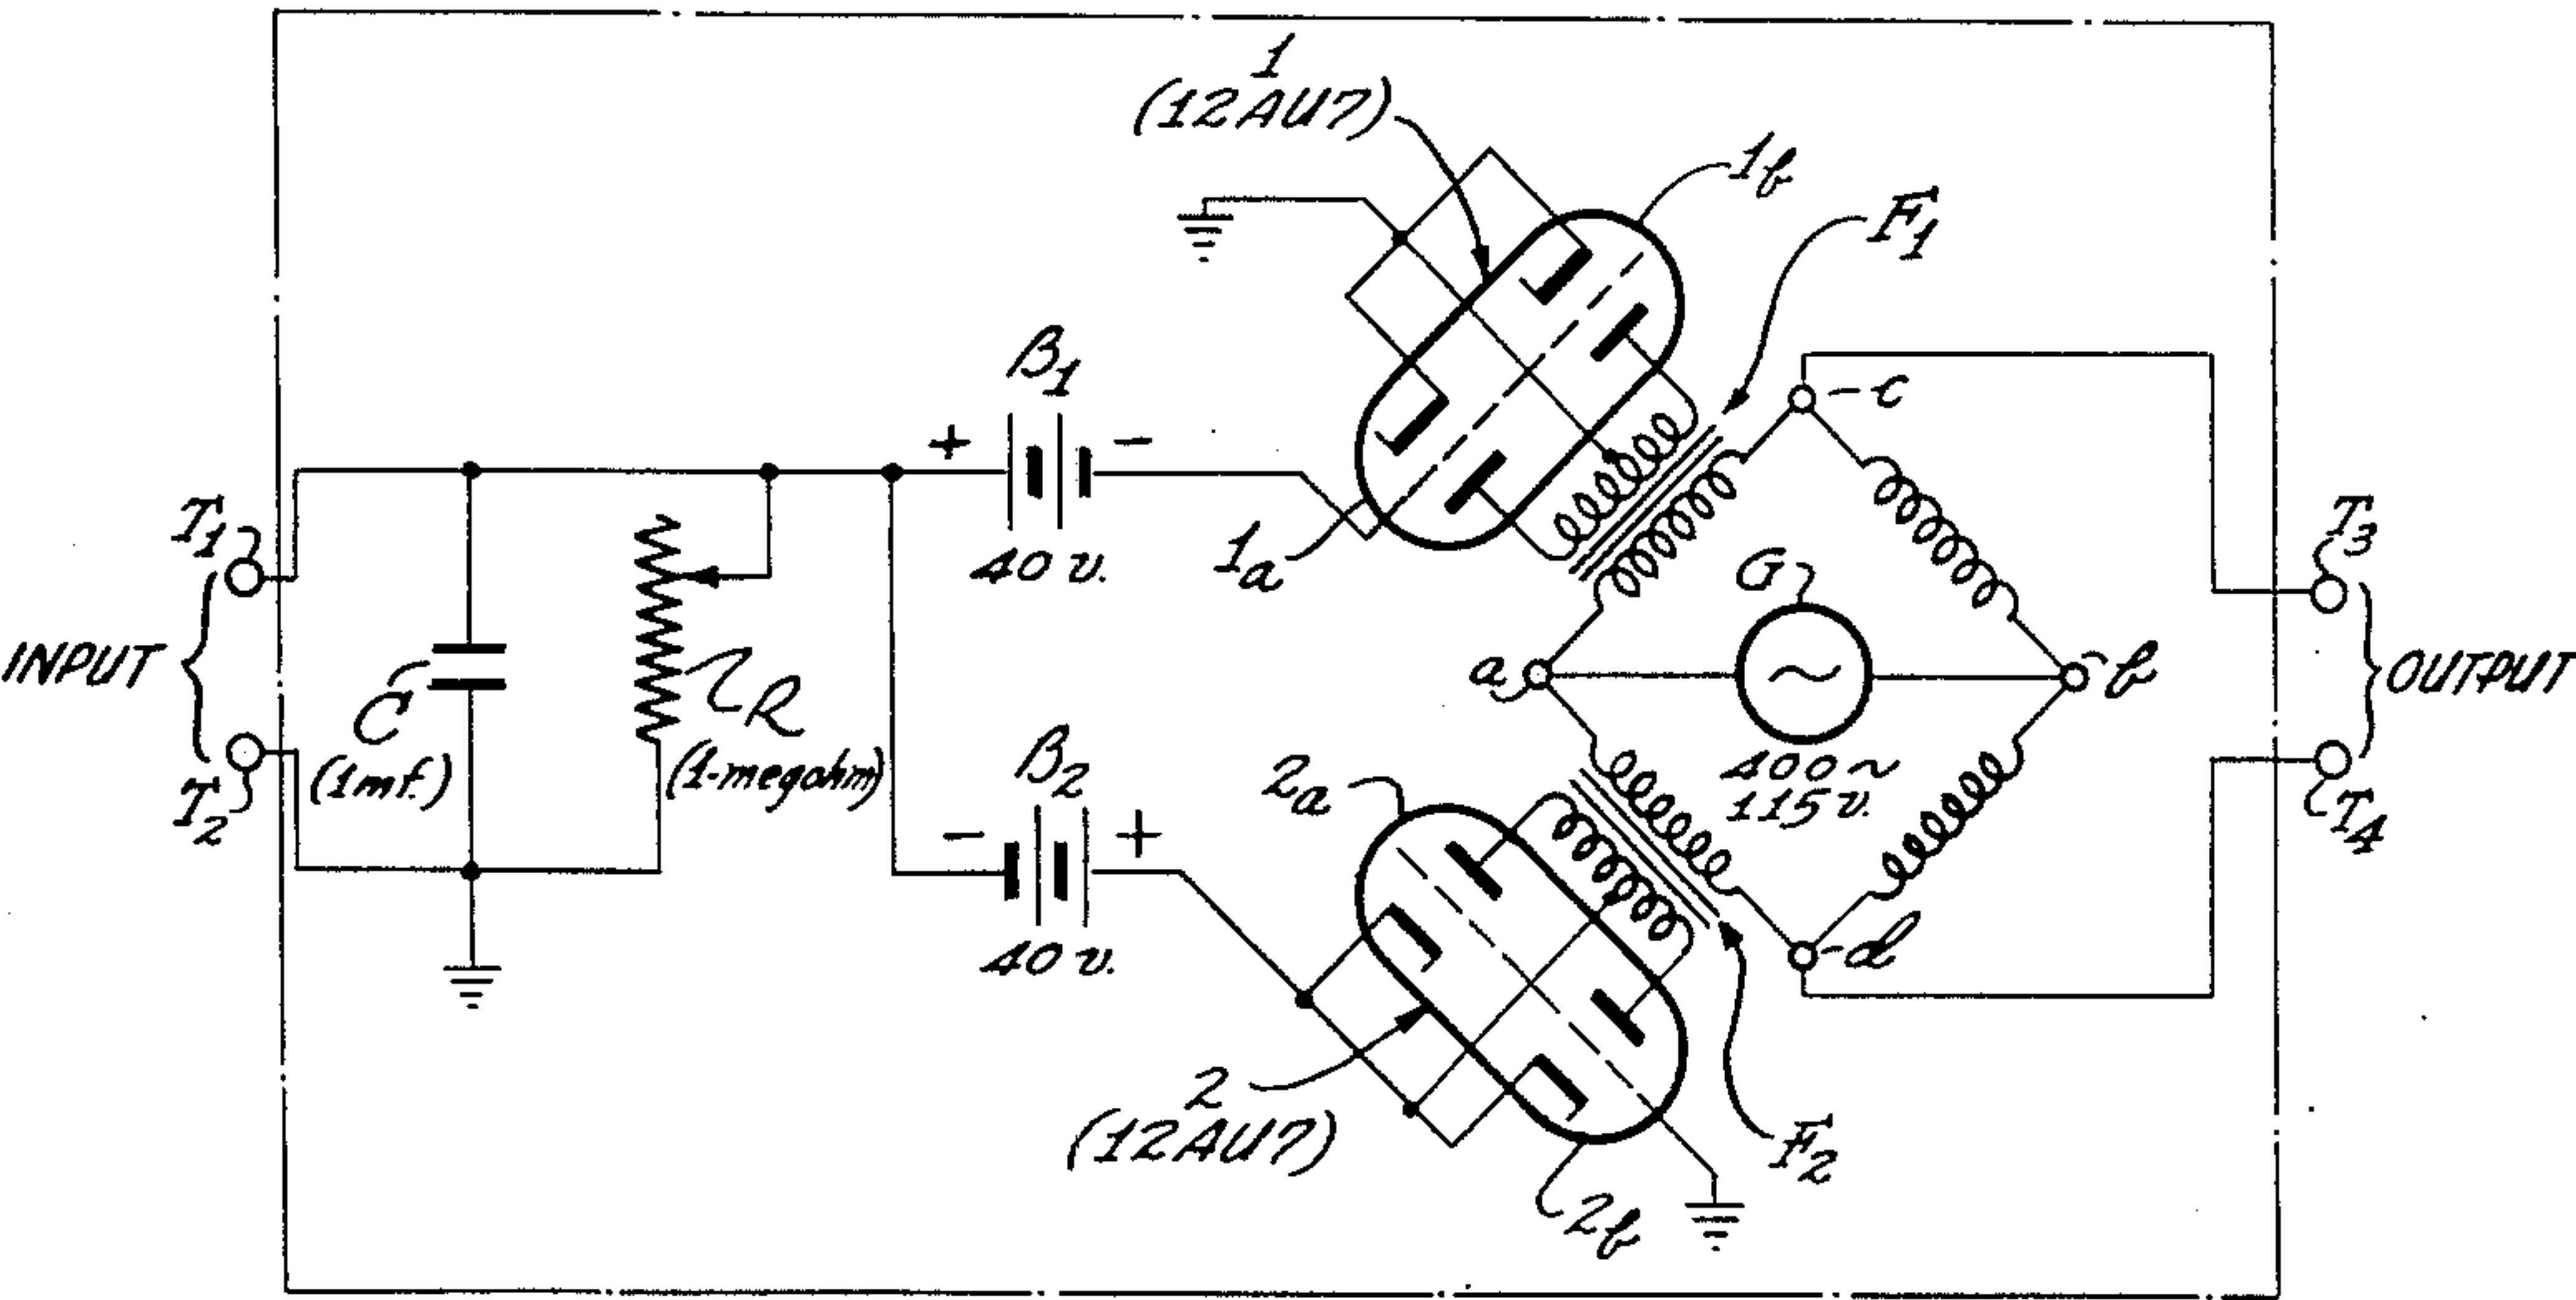 1
(12AU7)
1b
F1
B1
+
-
40 v.
1a
c
T1
INPUT
T2
C
(1mf.)
R
(1-megohm)
G
400~
115 v.
a
b
T3
OUTPUT
T4
B2
-
+
40 v.
2a
d
2
(12AU7)
F2
2b